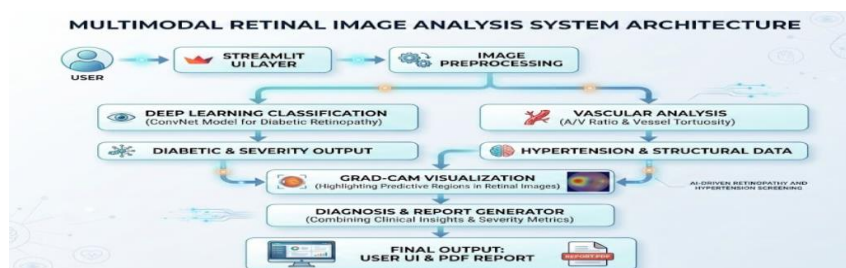 MULTIMODAL RETINAL IMAGE ANALYSIS SYSTEM ARCHITECTURE
USER
STREAMLIT
UI LAYER
IMAGE
PREPROCESSING
DEEP LEARNING CLASSIFICATION
(ConvNet Model for Diabetic Retinopathy)
VASCULAR ANALYSIS
(A/V Ratio & Vessel Tortuosity)
DIABETIC & SEVERITY OUTPUT
HYPERTENSION & STRUCTURAL DATA
GRAD-CAM VISUALIZATION
(Highlighting Predictive Regions in Retinal Images)
AI-DRIVEN RETINOPATHY AND
HYPERTENSION SCREENING
DIAGNOSIS & REPORT GENERATOR
(Combining Clinical Insights & Severity Metrics)
FINAL OUTPUT:
USER UI & PDF REPORT
REPORT.PDF